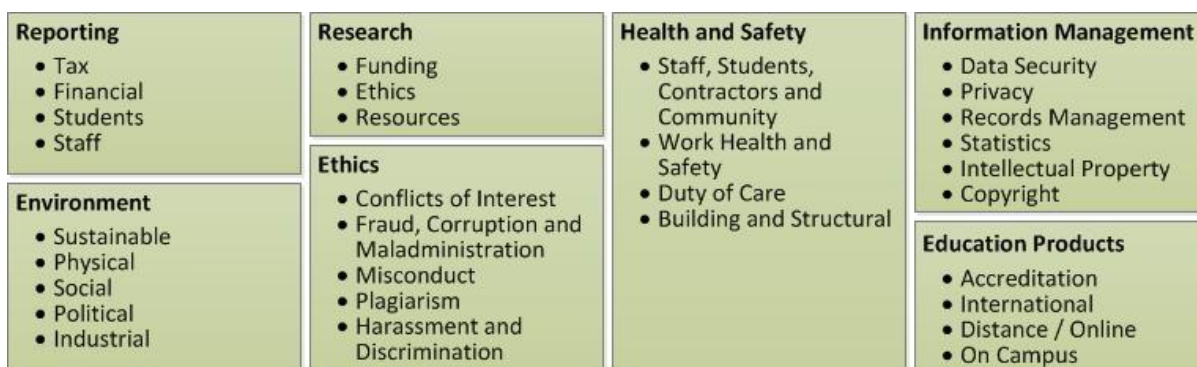 Reporting
• Tax
• Financial
• Students
• Staff
Environment
• Sustainable
• Physical
• Social
• Political
• Industrial
Research
• Funding
• Ethics
• Resources
Ethics
• Conflicts of Interest
• Fraud, Corruption and
Maladministration
• Misconduct
• Plagiarism
• Harassment and
Discrimination
Health and Safety
• Staff, Students,
Contractors and
Community
• Work Health and
Safety
• Duty of Care
• Building and Structural
Information Management
• Data Security
• Privacy
• Records Management
• Statistics
• Intellectual Property
• Copyright
Education Products
• Accreditation
• International
• Distance / Online
• On Campus